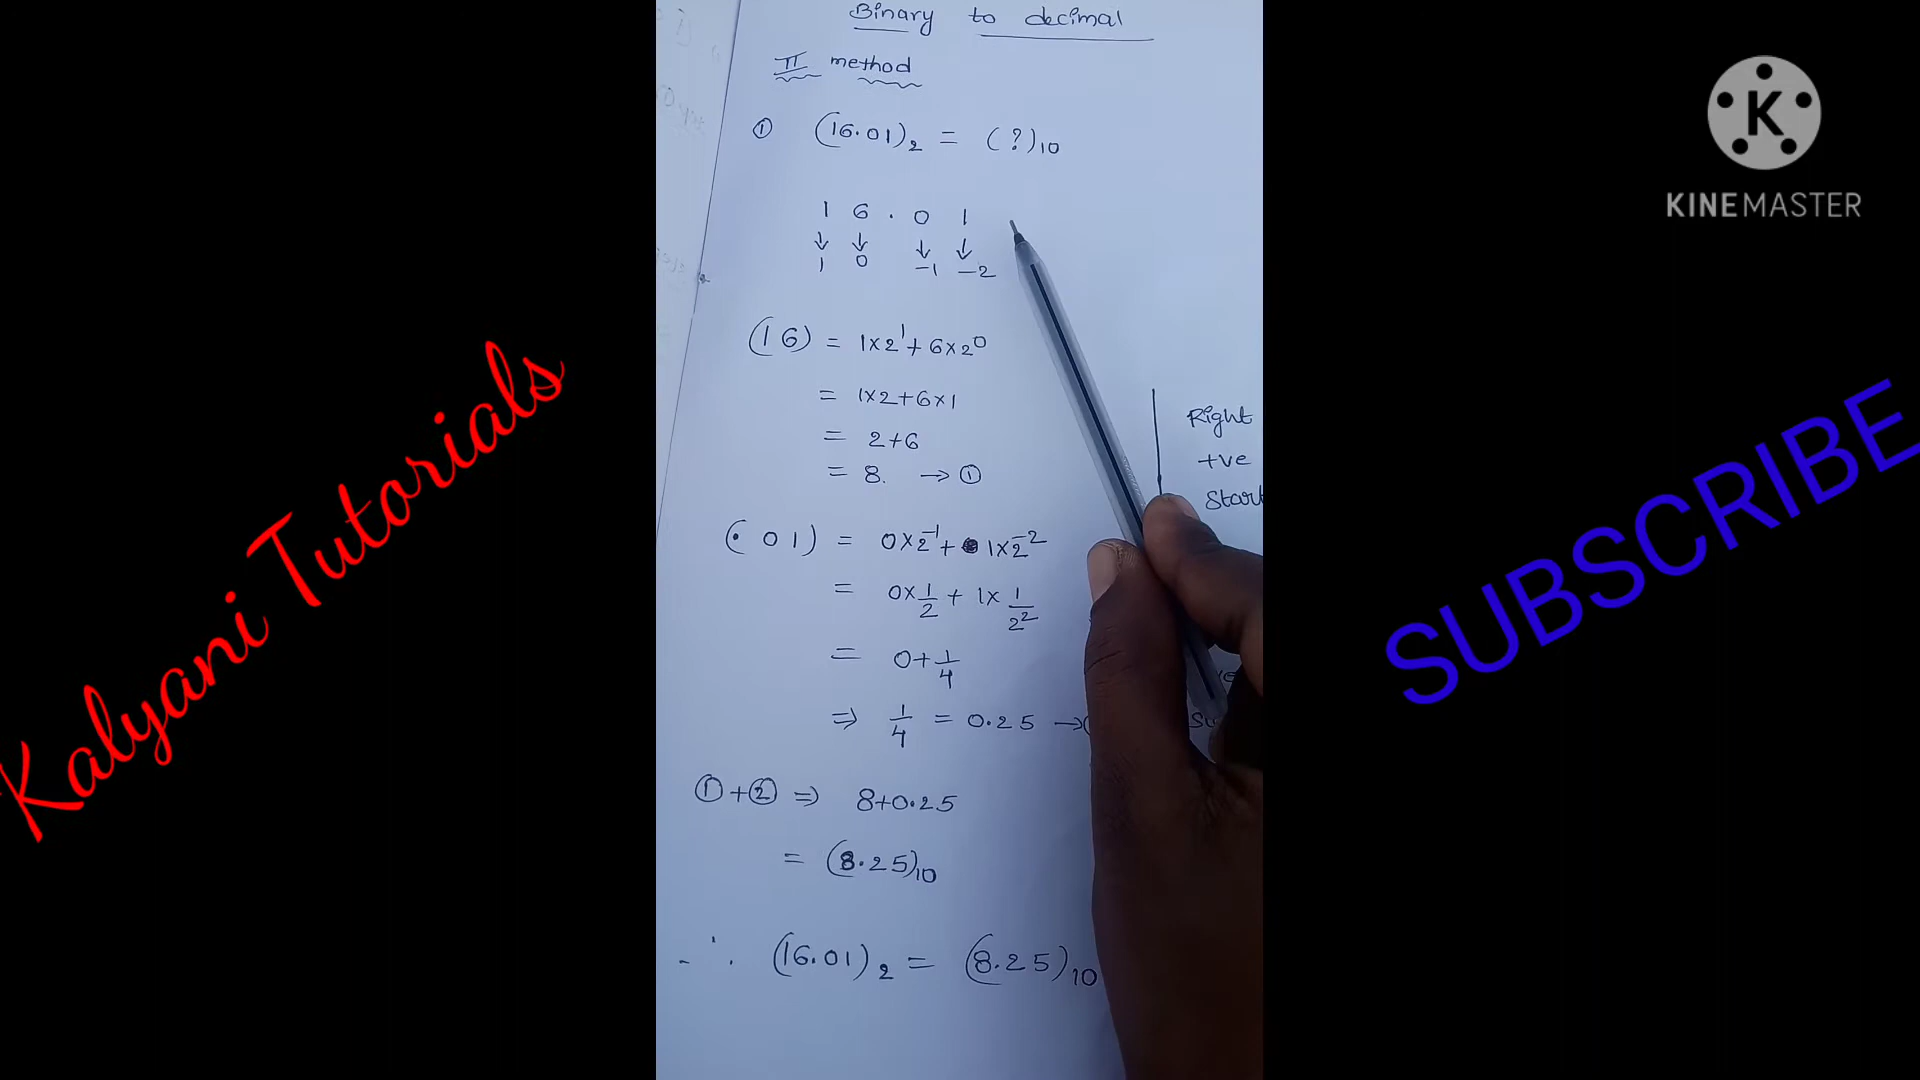 Binary to decimal
II method
① (16.01)₂ = (?)₁₀
1 6 . 0 1
↓ ↓ ↓ ↓
1 0 -1 -2
(16) = 1×2¹+6×2⁰
= 1×2+6×1
= 2+6
= 8. → ①
(.01) = 0×2⁻¹+ 1×2⁻²
= 0×1/2 + 1×1/2²
= 0+1/4
⇒ 1/4 = 0.25 →
①+② ⇒ 8+0.25
= (8.25)₁₀
∴ (16.01)₂ = (8.25)₁₀
Right
+ve
Start
Kalyani Tutorials
K
KINEMASTER
SUBSCRIBE